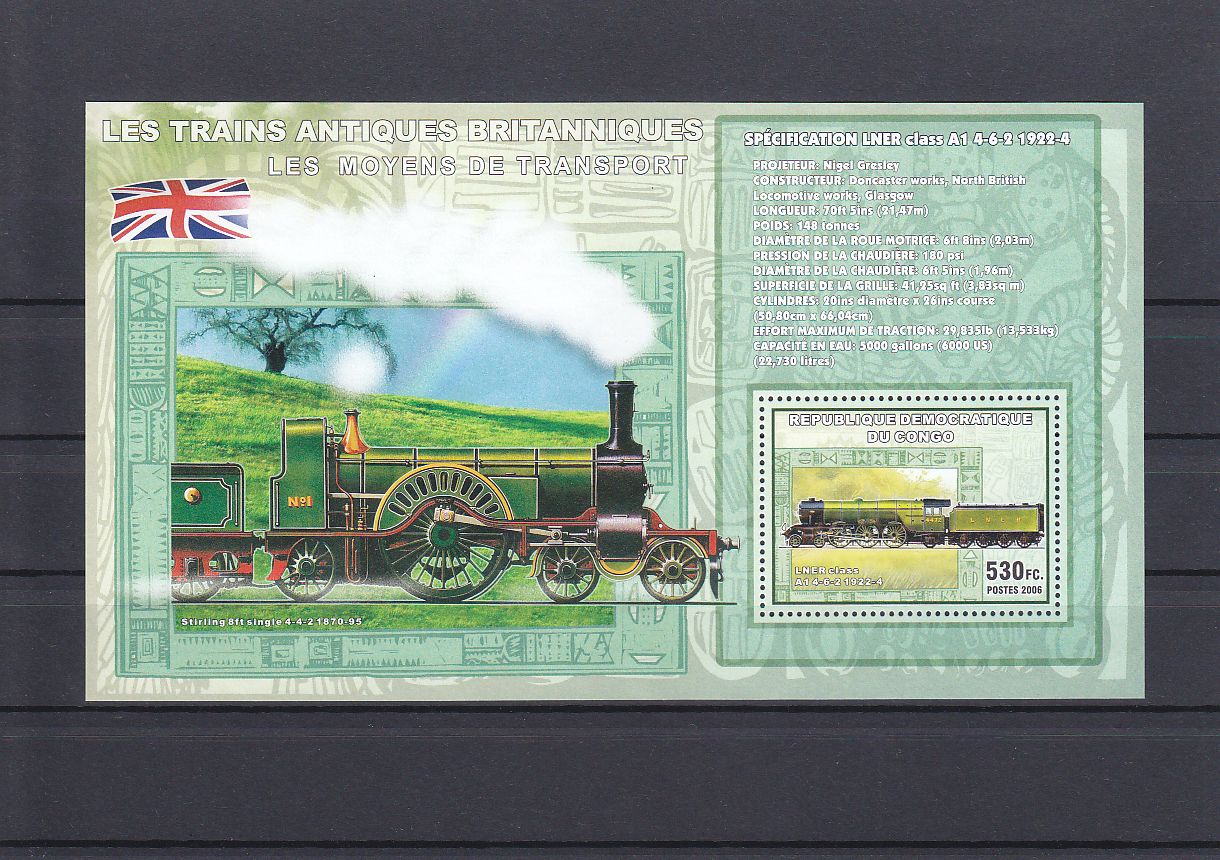 LES TRAINS ANTIQUES BRITANNIQUES
LES MOYENS DE TRANSPORT
SPÉCIFICATION LNER class A1 4-6-2 1922-4
PROJETEUR: Nigel Gresley
CONSTRUCTEUR: Doncaster works, North British
Locomotive works, Glasgow
LONGUEUR: 70ft 5ins (21,47m)
POIDS: 148 tonnes
DIAMÈTRE DE LA ROUE MOTRICE: 6ft 8ins (2,03m)
PRESSION DE LA CHAUDIÈRE: 180 psi
DIAMÈTRE DE LA CHAUDIÈRE: 6ft 5ins (1,96m)
SUPERFICIE DE LA GRILLE: 41,25sq ft (3,83sq m)
CYLINDRES: 20ins diamètre x 26ins course
(50,80cm x 66,04cm)
EFFORT MAXIMUM DE TRACTION: 29,835lb (13,533kg)
CAPACITÉ EN EAU: 5000 gallons (6000 US)
(22,730 litres)
No1
Stirling 8ft single 4-4-2 1870-95
REPUBLIQUE DEMOCRATIQUE
DU CONGO
4472
L N E R
LNER class
A1 4-6-2 1922-4
530FC.
POSTES 2006